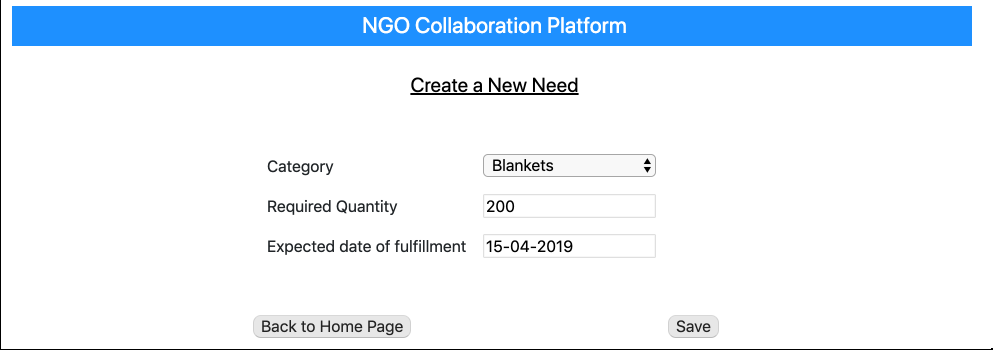 NGO Collaboration Platform
Create a New Need
Category Blankets
Required Quantity 200
Expected date of fulfillment 15-04-2019
Back to Home Page Save